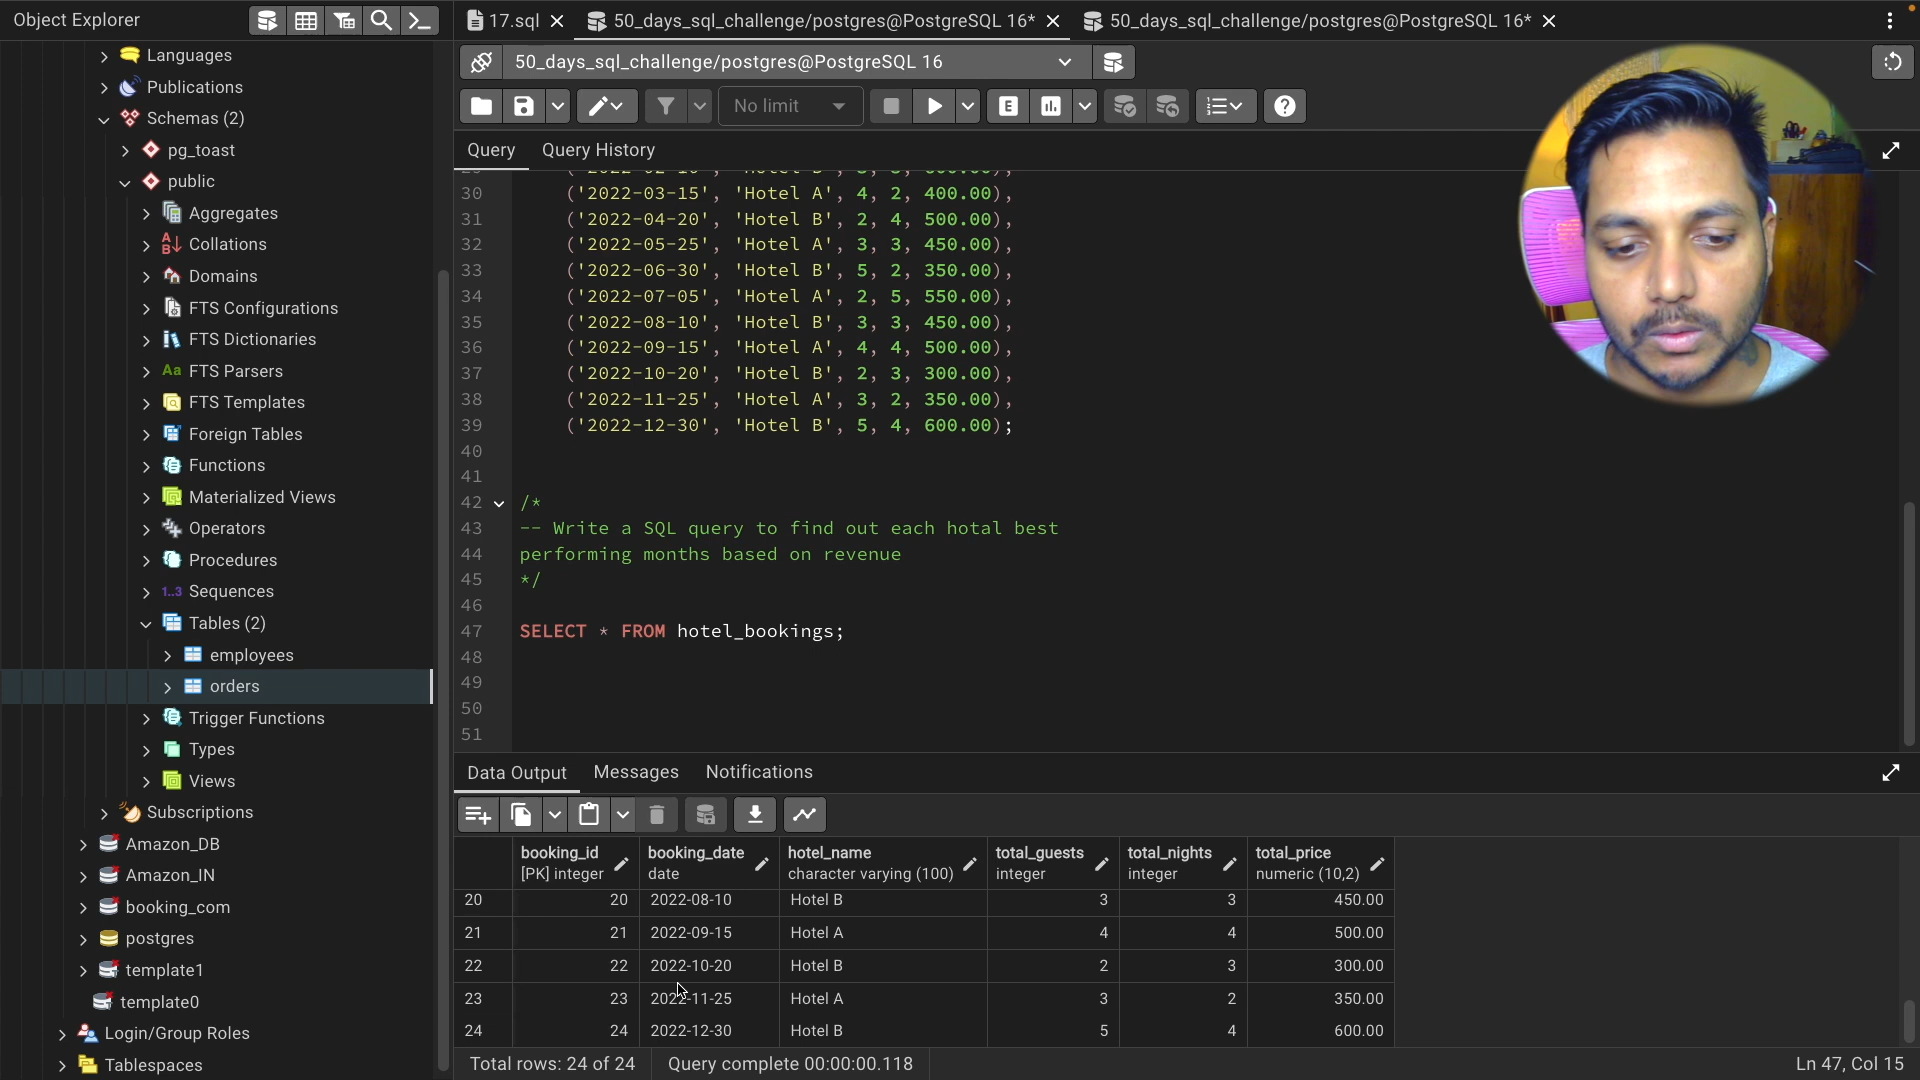 Object Explorer
17.sql
50_days_sql_challenge/postgres@PostgreSQL 16*
50_days_sql_challenge/postgres@PostgreSQL 16*
50_days_sql_challenge/postgres@PostgreSQL 16
No limit
E
Query
Query History
Languages
Publications
Schemas (2)
pg_toast
public
Aggregates
Collations
Domains
FTS Configurations
FTS Dictionaries
Aa FTS Parsers
FTS Templates
Foreign Tables
Functions
Materialized Views
Operators
Procedures
1..3 Sequences
Tables (2)
employees
orders
Trigger Functions
Types
Views
Subscriptions
Amazon_DB
Amazon_IN
booking_com
postgres
template1
template0
Login/Group Roles
Tablespaces
30 ('2022-03-15', 'Hotel A', 4, 2, 400.00),
31 ('2022-04-20', 'Hotel B', 2, 4, 500.00),
32 ('2022-05-25', 'Hotel A', 3, 3, 450.00),
33 ('2022-06-30', 'Hotel B', 5, 2, 350.00),
34 ('2022-07-05', 'Hotel A', 2, 5, 550.00),
35 ('2022-08-10', 'Hotel B', 3, 3, 450.00),
36 ('2022-09-15', 'Hotel A', 4, 4, 500.00),
37 ('2022-10-20', 'Hotel B', 2, 3, 300.00),
38 ('2022-11-25', 'Hotel A', 3, 2, 350.00),
39 ('2022-12-30', 'Hotel B', 5, 4, 600.00);
40
41
42 /*
43 -- Write a SQL query to find out each hotal best
44 performing months based on revenue
45 */
46
47 SELECT * FROM hotel_bookings;
48
49
50
51
Data Output
Messages
Notifications
booking_id [PK] integer
booking_date date
hotel_name character varying (100)
total_guests integer
total_nights integer
total_price numeric (10,2)
20 20 2022-08-10 Hotel B 3 3 450.00
21 21 2022-09-15 Hotel A 4 4 500.00
22 22 2022-10-20 Hotel B 2 3 300.00
23 23 2022-11-25 Hotel A 3 2 350.00
24 24 2022-12-30 Hotel B 5 4 600.00
Total rows: 24 of 24
Query complete 00:00:00.118
Ln 47, Col 15